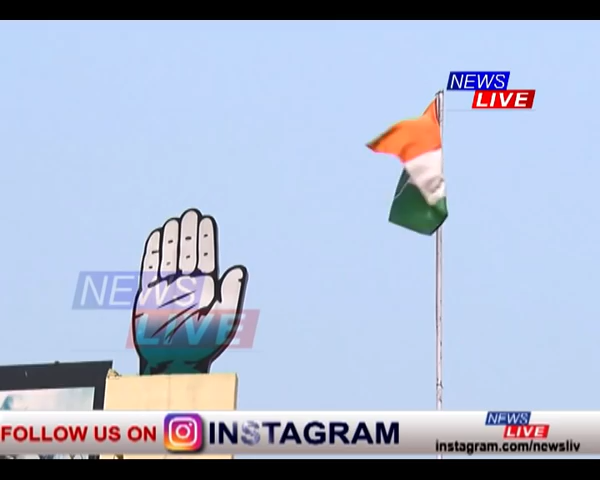 NEWS
LIVE
NEWS
LIVE
FOLLOW US ON INSTAGRAM
NEWS
LIVE
instagram.com/newsliv